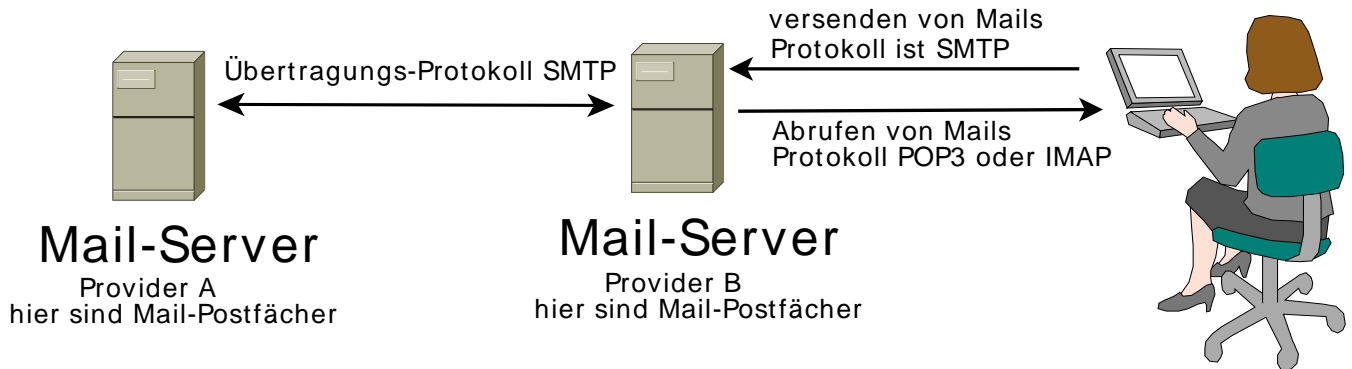 Übertragungs-Protokoll SMTP
versenden von Mails
Protokoll ist SMTP
Abrufen von Mails
Protokoll POP3 oder IMAP
Mail-Server
Provider A
hier sind Mail-Postfächer
Mail-Server
Provider B
hier sind Mail-Postfächer